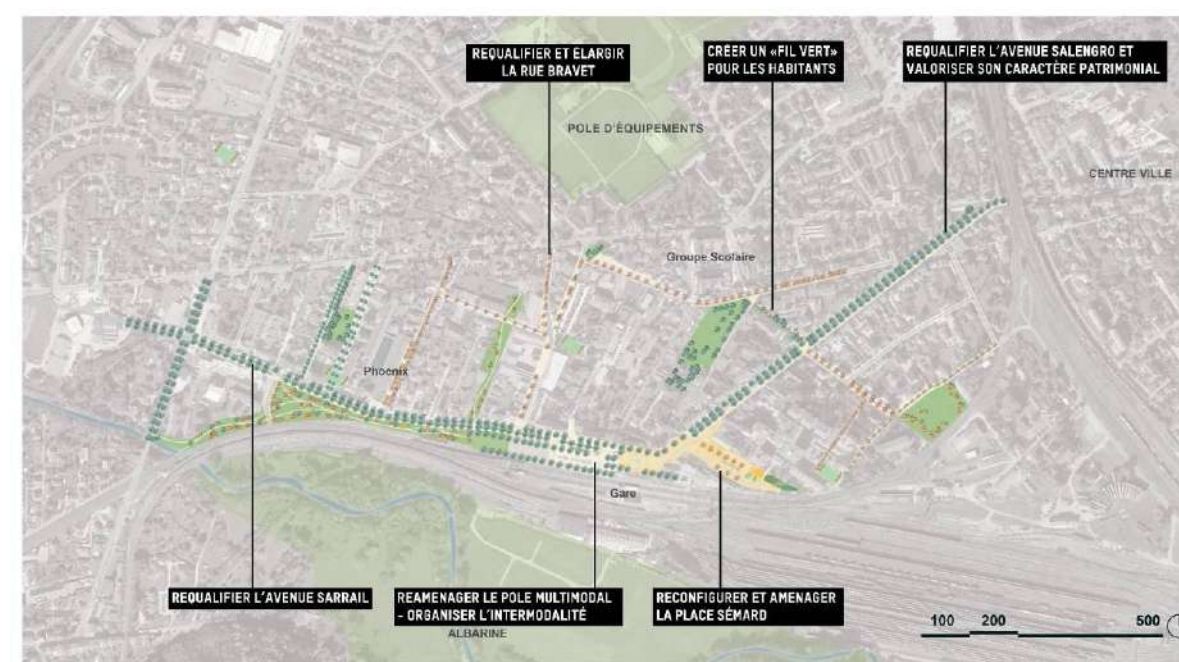 REQUALIFIER ET ÉLARGIR
LA RUE BRAVET
CRÉER UN «FIL VERT»
POUR LES HABITANTS
REQUALIFIER L'AVENUE SALENGRO ET
VALORISER SON CARACTÈRE PATRIMONIAL
POLE D'ÉQUIPEMENTS
CENTRE VILLE
Groupe Scolaire
Phoenix
Gare
REQUALIFIER L'AVENUE SARRAIL
REAMENAGER LE POLE MULTIMODAL
- ORGANISER L'INTERMODALITÉ
RECONFIGURER ET AMENAGER
LA PLACE SÉMARD
ALBARINE
100 200 500